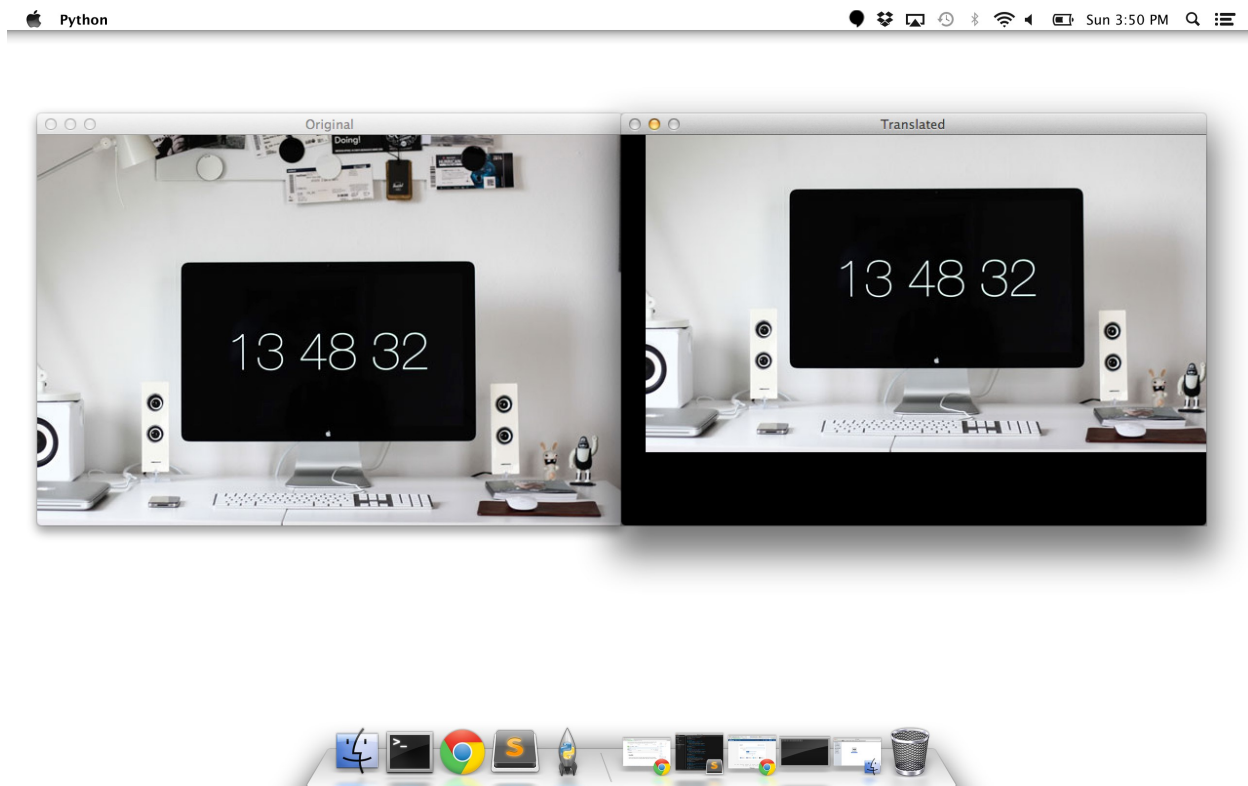 Python
Sun 3:50 PM
Original
Translated
Doing!
13 48 32
13 48 32
>_
S